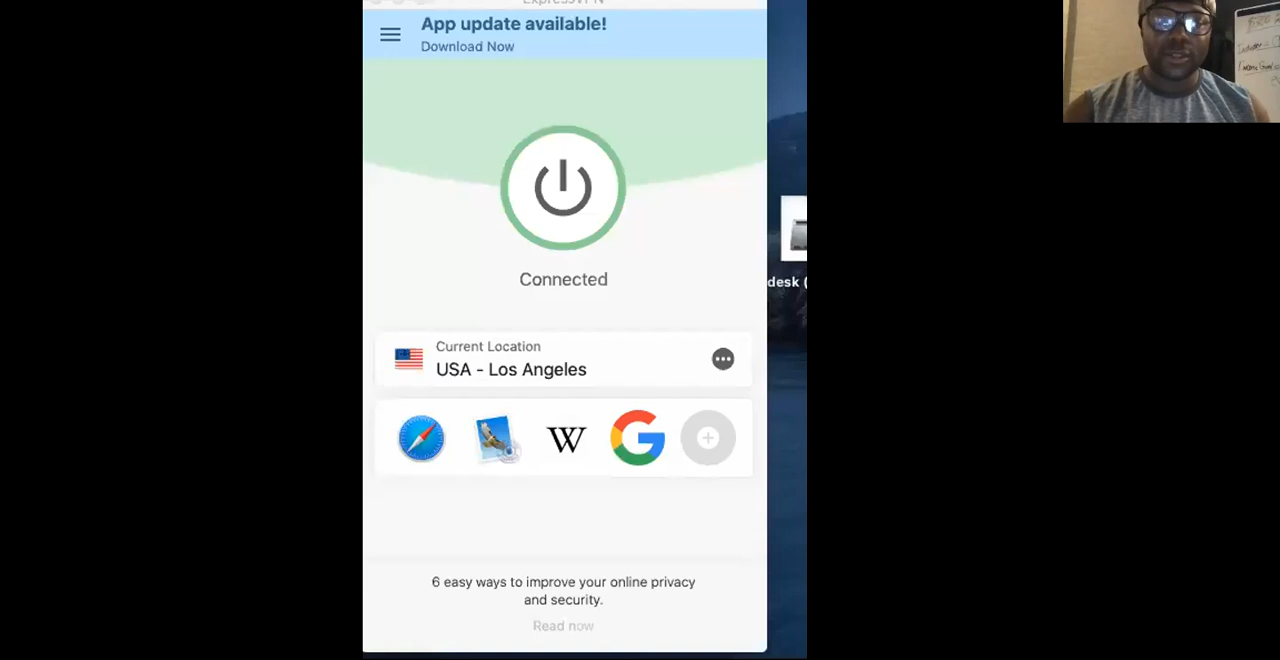 ExpressVPN
App update available!
Download Now
Connected
desk (
Current Location
USA - Los Angeles
W
G
6 easy ways to improve your online privacy
and security.
Read now